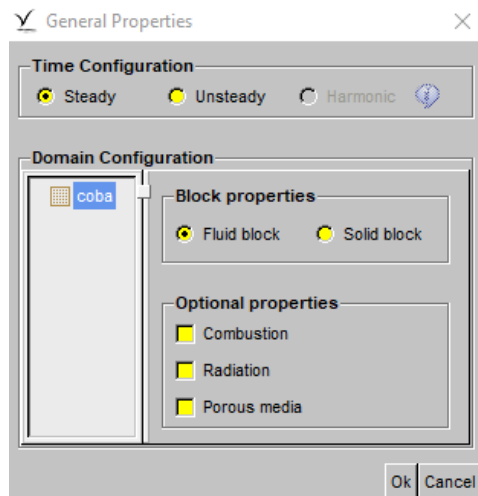 General Properties
Time Configuration
Steady Unsteady Harmonic
Domain Configuration
coba
Block properties
Fluid block Solid block
Optional properties
Combustion
Radiation
Porous media
Ok Cancel